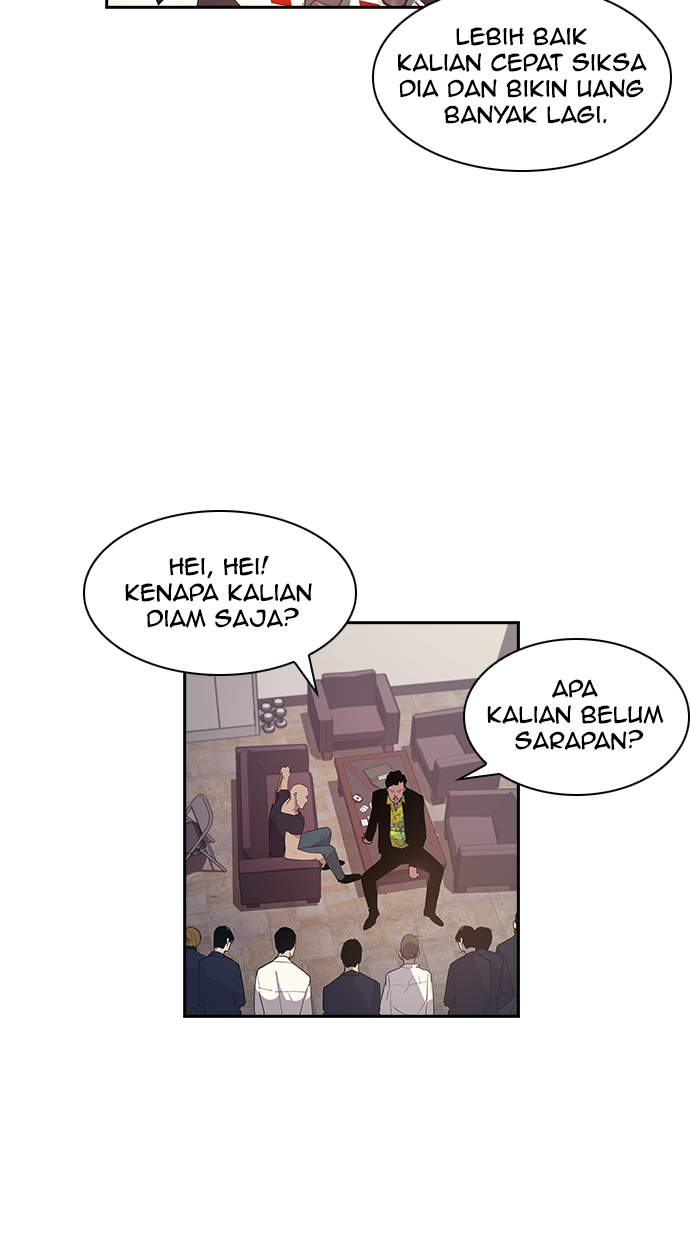 LEBIH BAIK
KALIAN CEPAT SIKSA
DIA DAN BIKIN UANG
BANYAK LAGI.
HEI, HEI!
KENAPA KALIAN
DIAM SAJA?
APA
KALIAN BELUM
SARAPAN?